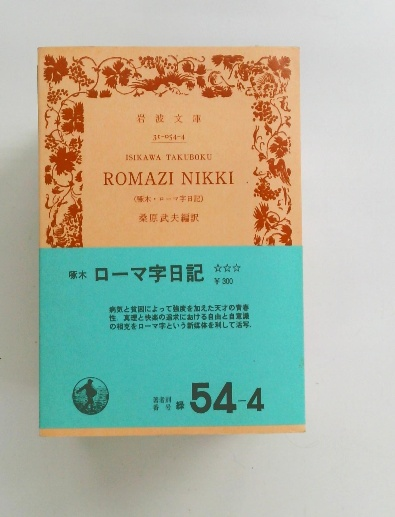 岩波文庫
31-054-4
ISIKAWA TAKUBOKU
ROMAZI NIKKI
(啄木・ローマ字日記)
桑原武夫編訳
啄木 ローマ字日記 ☆☆☆
￥300
病気と貧困によって強度を加えた天才の青春
性、真理と快楽の追求における自由と自意識
の相克をローマ字という新媒体を利して活写.
著者別
番号 緑 54-4